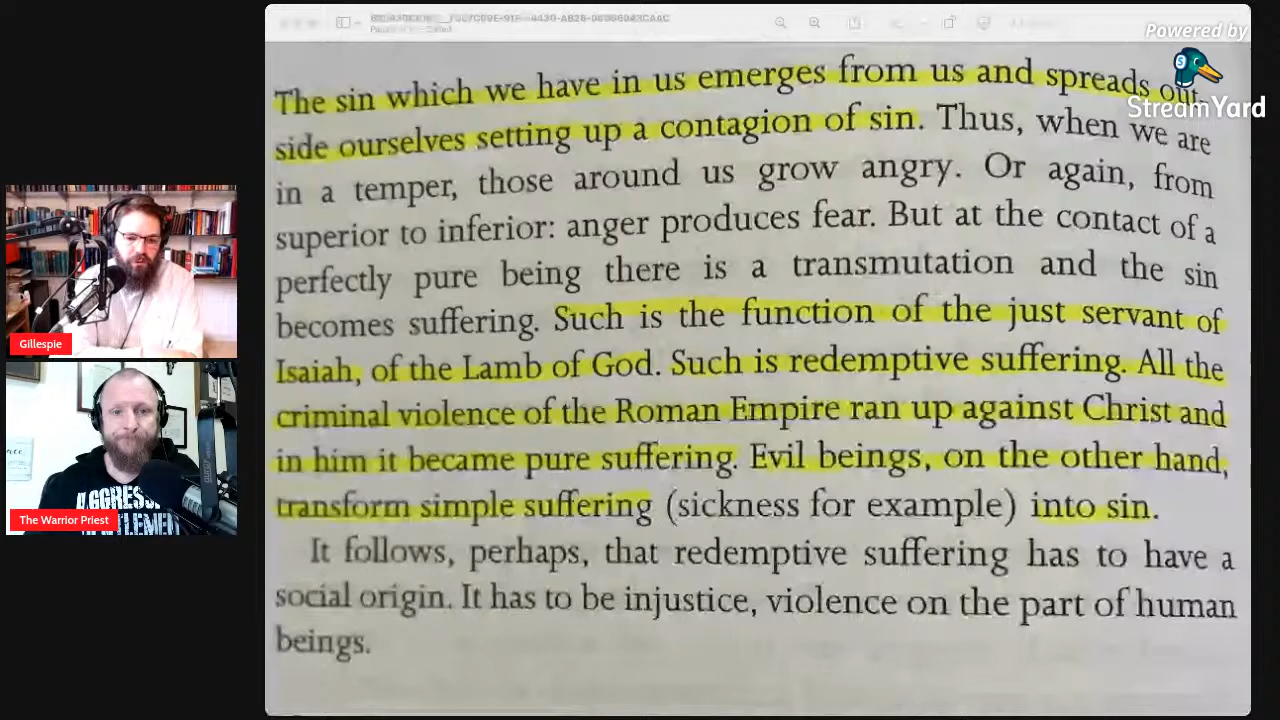 Powered by
StreamYard
The sin which we have in us emerges from us and spreads out-
side ourselves setting up a contagion of sin. Thus, when we are
in a temper, those around us grow angry. Or again, from
superior to inferior: anger produces fear. But at the contact of a
perfectly pure being there is a transmutation and the sin
becomes suffering. Such is the function of the just servant of
Isaiah, of the Lamb of God. Such is redemptive suffering. All the
criminal violence of the Roman Empire ran up against Christ and
in him it became pure suffering. Evil beings, on the other hand,
transform simple suffering (sickness for example) into sin.
It follows, perhaps, that redemptive suffering has to have a
social origin. It has to be injustice, violence on the part of human
beings.
Gillespie
AGGRESS
GENTLEMEN
The Warrior Priest